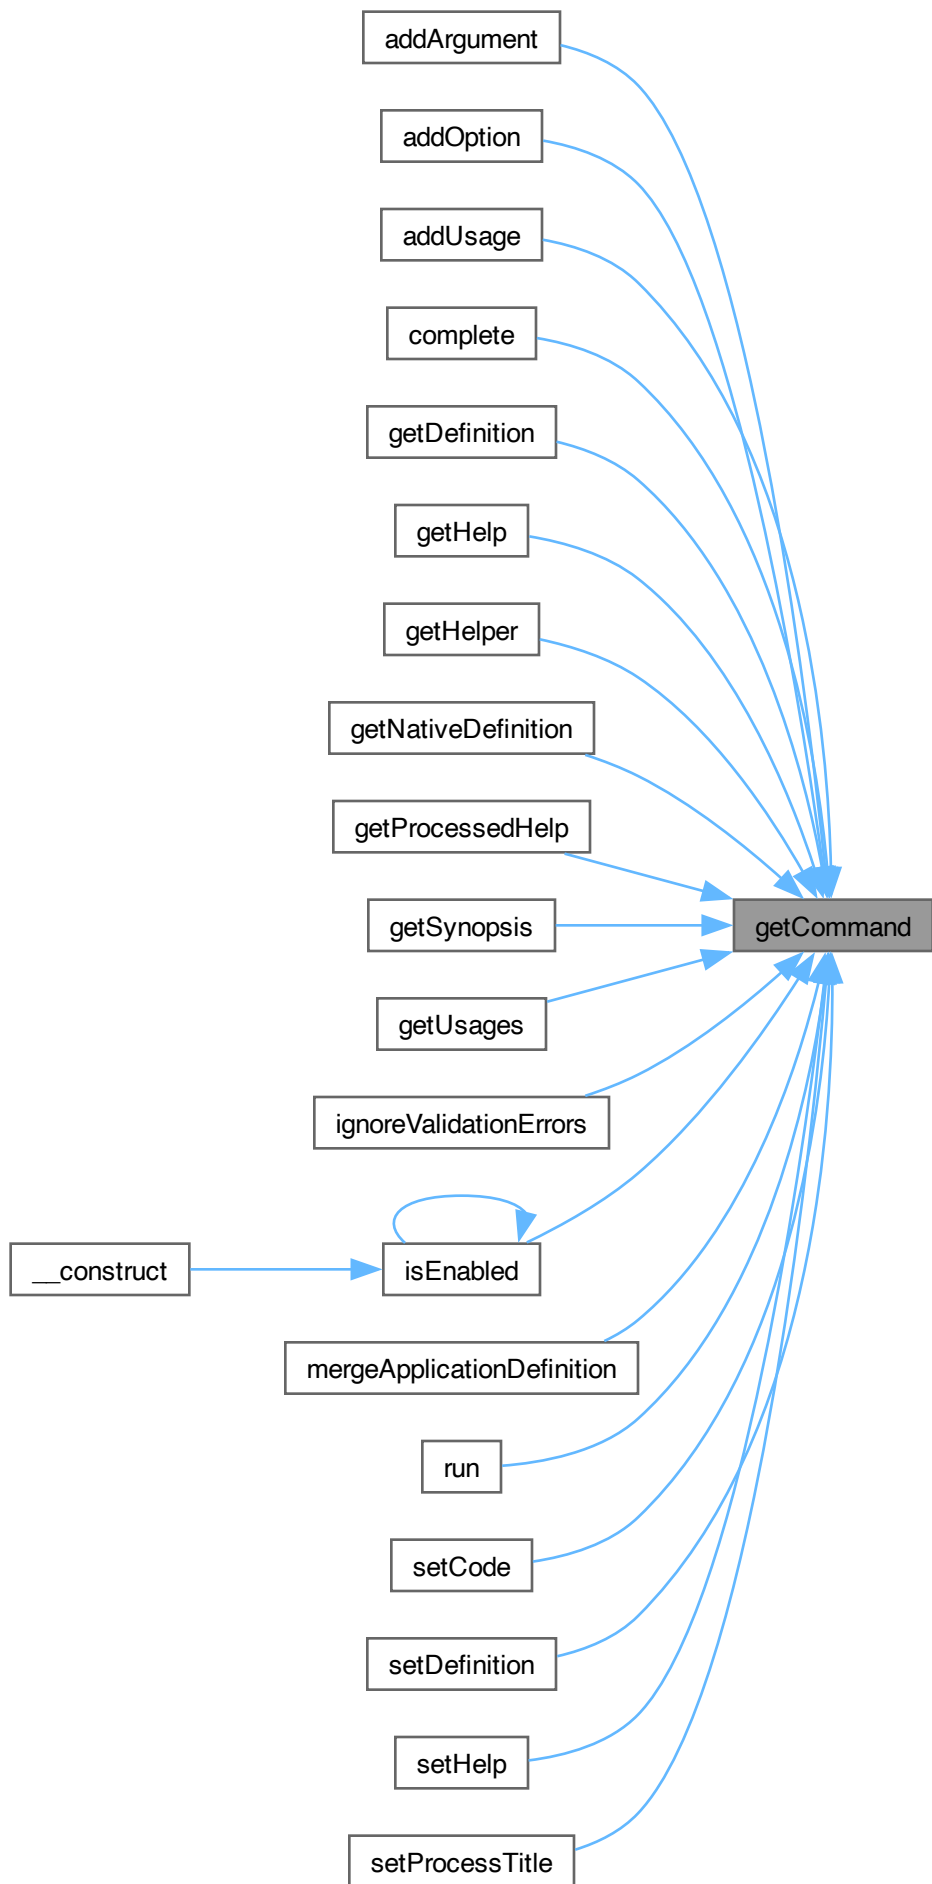 addArgument
addOption
addUsage
complete
getDefinition
getHelp
getHelper
getNativeDefinition
getProcessedHelp
getSynopsis
getCommand
getUsages
ignoreValidationErrors
__construct
isEnabled
mergeApplicationDefinition
run
setCode
setDefinition
setHelp
setProcessTitle